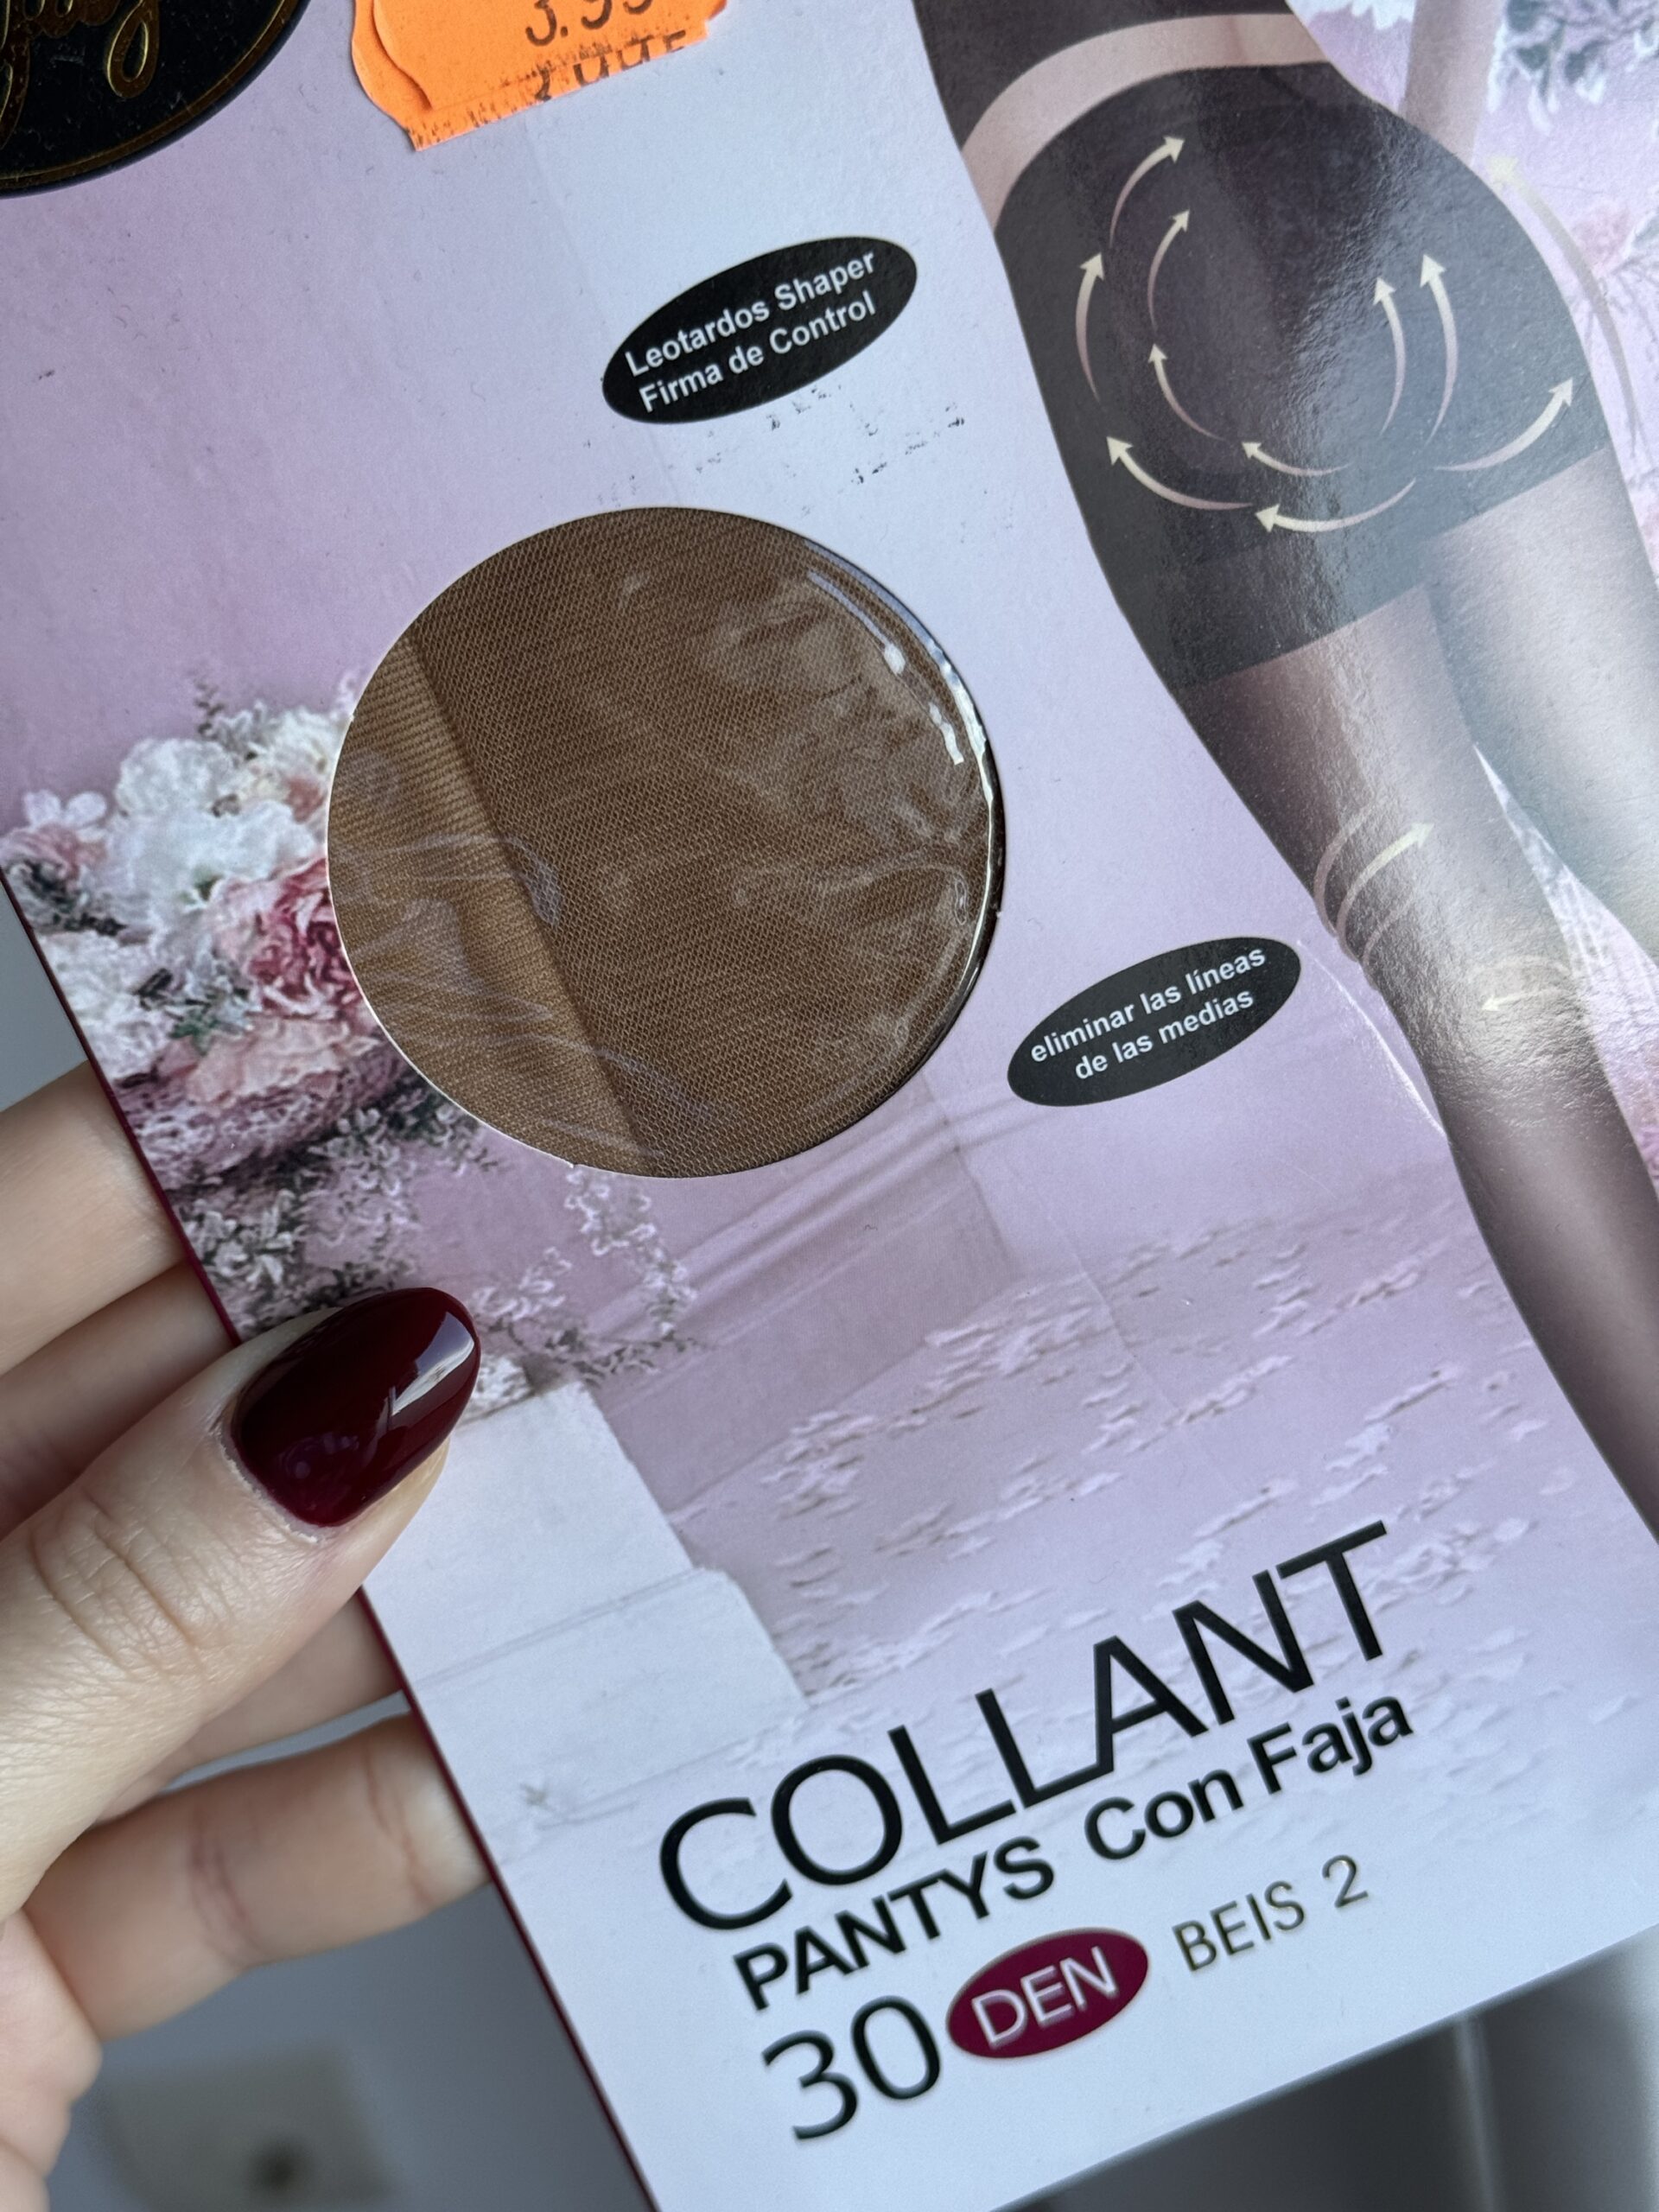 Leotardos Shaper
Firma de Control
eliminar las líneas
de las medias
COLLANT
PANTYS Con Faja
30 DEN BEIS 2